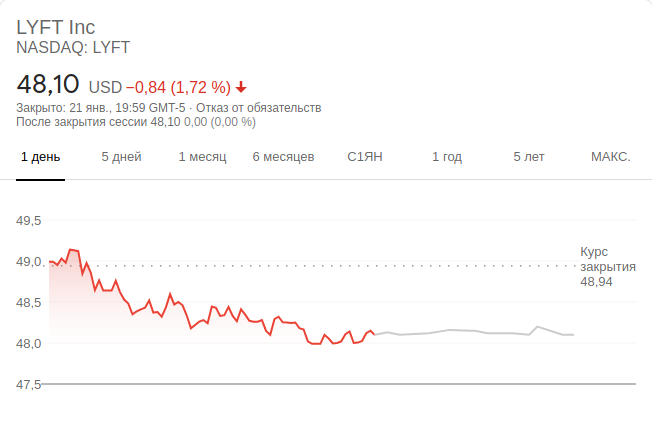 LYFT Inc
NASDAQ: LYFT
48,10 USD −0,84 (1,72 %)
Закрыто: 21 янв., 19:59 GMT-5 · Отказ от обязательств
После закрытия сессии 48,10 0,00 (0,00 %)
1 день 5 дней 1 месяц 6 месяцев С1ЯН 1 год 5 лет МАКС.
49,5
49,0
48,5
48,0
47,5
Курс
закрытия
48,94